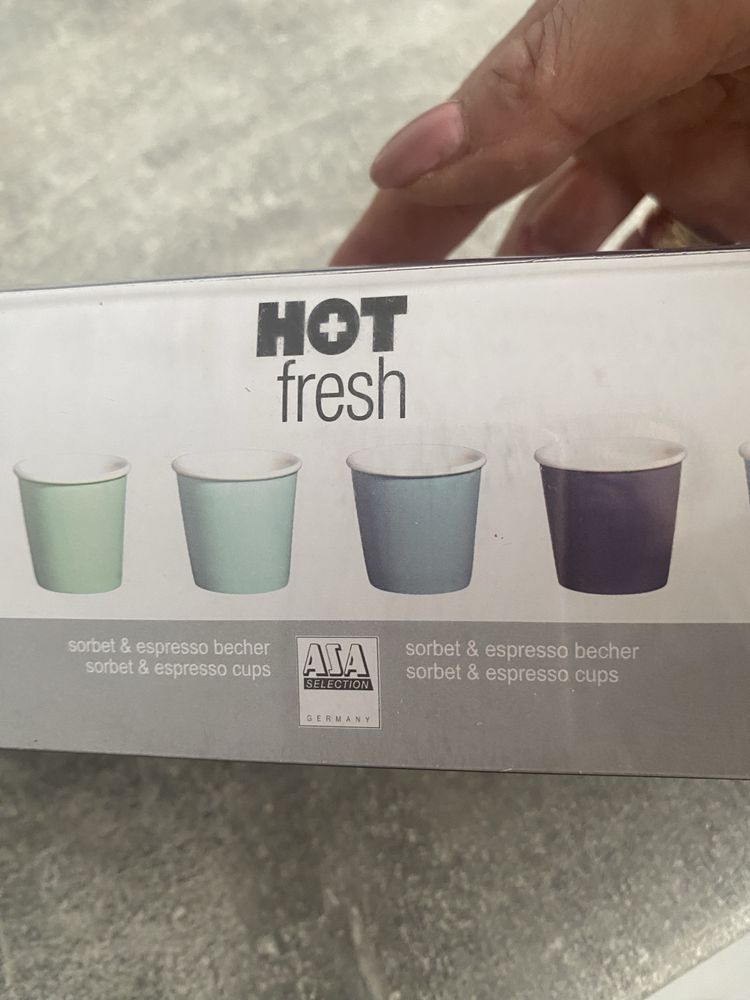 HOT
fresh
sorbet & espresso becher
sorbet & espresso cups
ASA
SELECTION
GERMANY
sorbet & espresso becher
sorbet & espresso cups